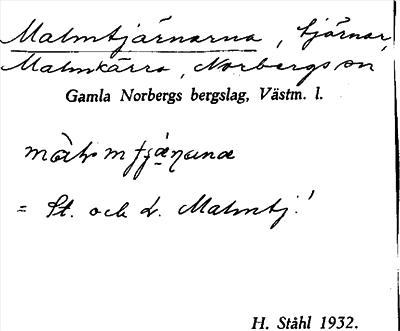 Malmtjärnarna, tjärnar,
Malmkärra, Norbergs sn
Gamla Norbergs bergslag, Västm. l.
= St. och L. Malmtj.!
H. Ståhl 1932.